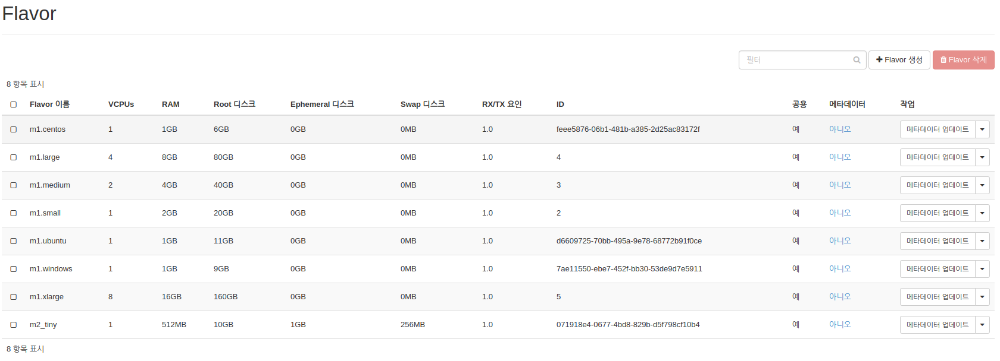 Flavor
필터
Flavor 생성
Flavor 삭제
8 항목 표시
Flavor 이름 VCPUs RAM Root 디스크 Ephemeral 디스크 Swap 디스크 RX/TX 요인 ID 공용 메타데이터 작업
m1.centos 1 1GB 6GB 0GB 0MB 1.0 feee5876-06b1-481b-a385-2d25ac83172f 예 아니오 메타데이터 업데이트
m1.large 4 8GB 80GB 0GB 0MB 1.0 4 예 아니오 메타데이터 업데이트
m1.medium 2 4GB 40GB 0GB 0MB 1.0 3 예 아니오 메타데이터 업데이트
m1.small 1 2GB 20GB 0GB 0MB 1.0 2 예 아니오 메타데이터 업데이트
m1.ubuntu 1 1GB 11GB 0GB 0MB 1.0 d6609725-70bb-495a-9e78-68772b91f0ce 예 아니오 메타데이터 업데이트
m1.windows 1 1GB 9GB 0GB 0MB 1.0 7ae11550-ebe7-452f-bb30-53de9d7e5911 예 아니오 메타데이터 업데이트
m1.xlarge 8 16GB 160GB 0GB 0MB 1.0 5 예 아니오 메타데이터 업데이트
m2_tiny 1 512MB 10GB 1GB 256MB 1.0 071918e4-0677-4bd8-829b-d5f798cf10b4 예 아니오 메타데이터 업데이트
8 항목 표시